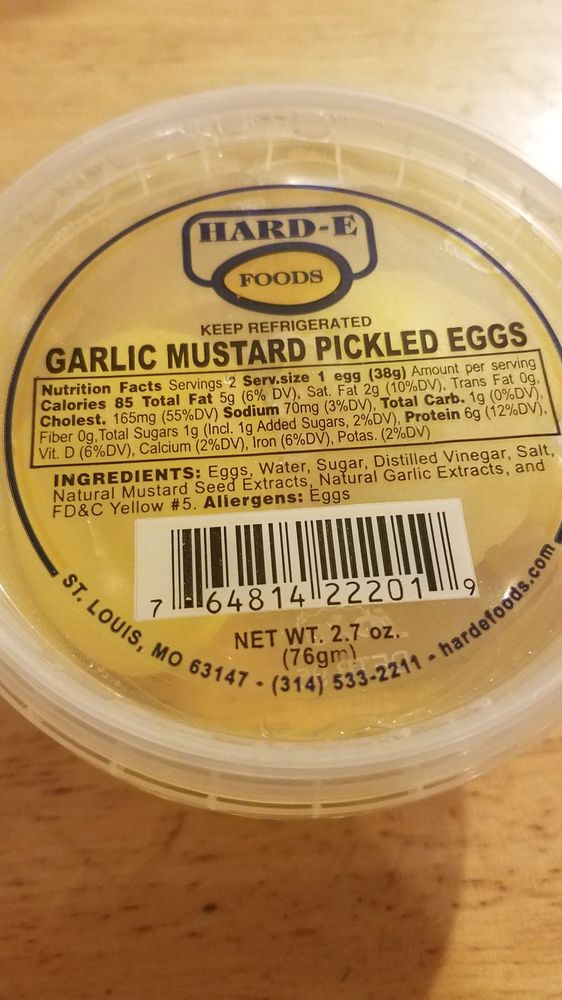 HARD-E
FOODS
KEEP REFRIGERATED
GARLIC MUSTARD PICKLED EGGS
Nutrition Facts Servings 2 Serv.size 1 egg (38g) Amount per serving
Calories 85 Total Fat 5g (6% DV), Sat. Fat 2g (10%DV), Trans Fat 0g,
Cholest. 165mg (55%DV) Sodium 70mg (3%DV), Total Carb. 1g (0%DV),
Fiber 0g,Total Sugars 1g (Incl. 1g Added Sugars, 2%DV), Protein 6g (12%DV),
Vit. D (6%DV), Calcium (2%DV), Iron (6%DV), Potas. (2%DV)
INGREDIENTS: Eggs, Water, Sugar, Distilled Vinegar, Salt,
Natural Mustard Seed Extracts, Natural Garlic Extracts, and
FD&C Yellow #5. Allergens: Eggs
7 64814 22201 9
NET WT. 2.7 oz.
(76gm)
ST. LOUIS, MO 63147 - (314) 533-2211 - hardefoods.com